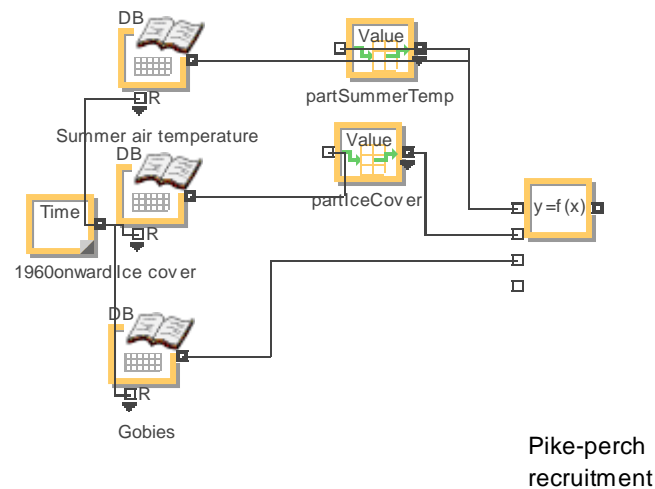 DB
Value
R
partSummerTemp
Summer air temperature
DB
Value
partIceCover
Time
y=f(x)
R
1960onward
Ice cover
DB
R
Gobies
Pike-perch
recruitment